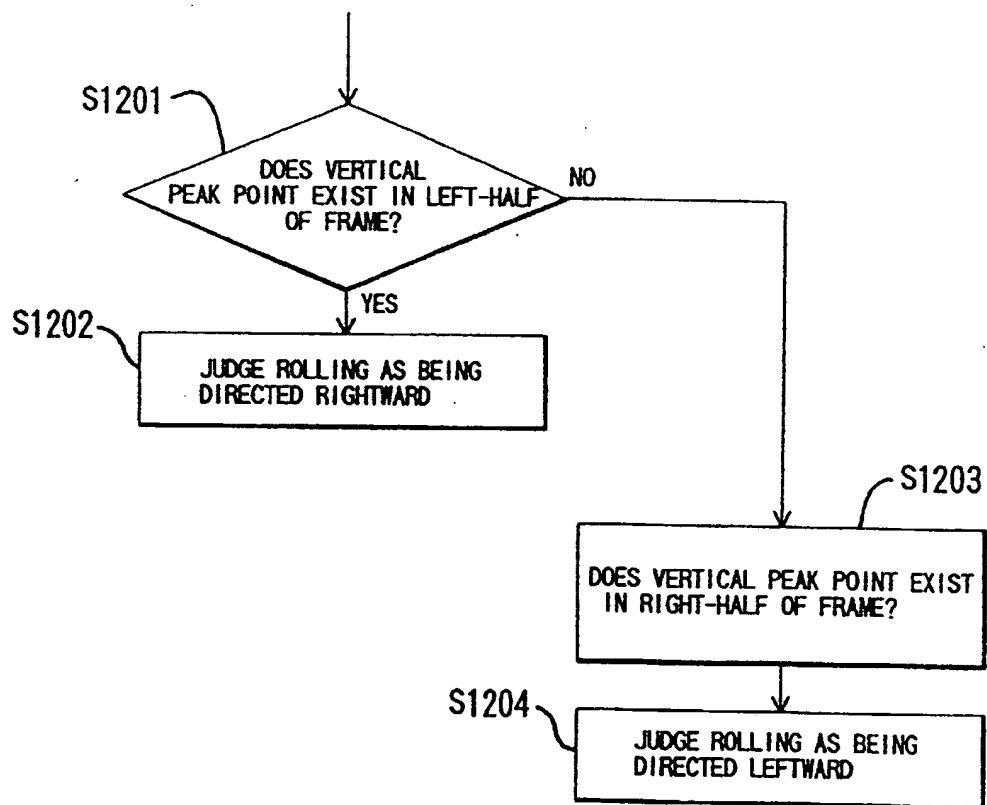 S1201
DOES VERTICAL
PEAK POINT EXIST IN LEFT-HALF
OF FRAME?
NO
YES
S1202
JUDGE ROLLING AS BEING
DIRECTED RIGHTWARD
S1203
DOES VERTICAL PEAK POINT EXIST
IN RIGHT-HALF OF FRAME?
S1204
JUDGE ROLLING AS BEING
DIRECTED LEFTWARD